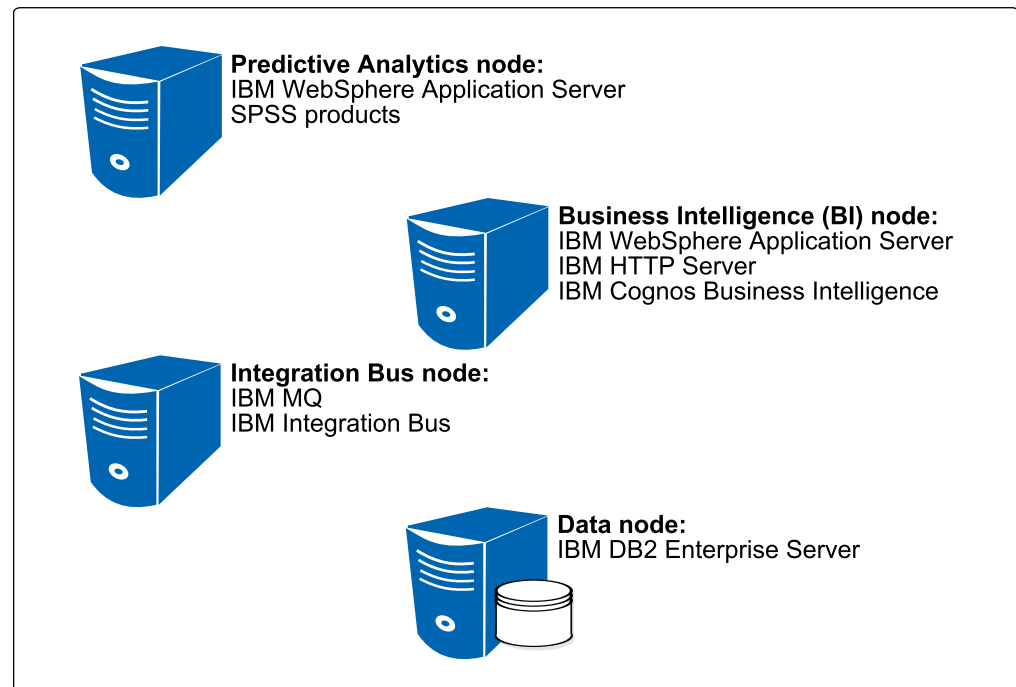 Predictive Analytics node:
IBM WebSphere Application Server
SPSS products
Business Intelligence (BI) node:
IBM WebSphere Application Server
IBM HTTP Server
IBM Cognos Business Intelligence
Integration Bus node:
IBM MQ
IBM Integration Bus
Data node:
IBM DB2 Enterprise Server